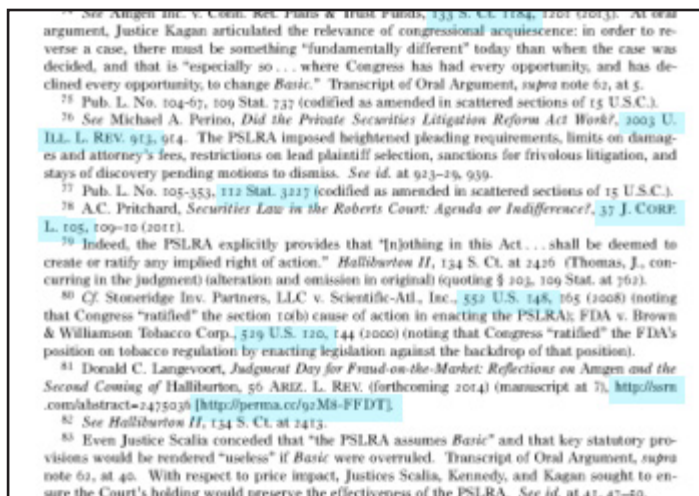 74 See Amgen Inc. v. Conn. Ret. Plans & Trust Funds, 133 S. Ct. 1184, 1201 (2013). At oral
argument, Justice Kagan articulated the relevance of congressional acquiescence: in order to re-
verse a case, there must be something “fundamentally different” today than when the case was
decided, and that is “especially so . . . where Congress has had every opportunity, and has de-
clined every opportunity, to change Basic.” Transcript of Oral Argument, supra note 62, at 5.
75 Pub. L. No. 104-67, 109 Stat. 737 (codified as amended in scattered sections of 15 U.S.C.).
76 See Michael A. Perino, Did the Private Securities Litigation Reform Act Work?, 2003 U.
ILL. L. REV. 913, 914. The PSLRA imposed heightened pleading requirements, limits on damag-
es and attorney’s fees, restrictions on lead plaintiff selection, sanctions for frivolous litigation, and
stays of discovery pending motions to dismiss. See id. at 923–29, 939.
77 Pub. L. No. 105-353, 112 Stat. 3227 (codified as amended in scattered sections of 15 U.S.C.).
78 A.C. Pritchard, Securities Law in the Roberts Court: Agenda or Indifference?, 37 J. CORP.
L. 105, 109–10 (2011).
79 Indeed, the PSLRA explicitly provides that “[n]othing in this Act . . . shall be deemed to
create or ratify any implied right of action.” Halliburton II, 134 S. Ct. at 2426 (Thomas, J., con-
curring in the judgment) (alteration and omission in original) (quoting § 203, 109 Stat. at 762).
80 Cf. Stoneridge Inv. Partners, LLC v. Scientific-Atl., Inc., 552 U.S. 148, 165 (2008) (noting
that Congress “ratified” the section 10(b) cause of action in enacting the PSLRA); FDA v. Brown
& Williamson Tobacco Corp., 529 U.S. 120, 144 (2000) (noting that Congress “ratified” the FDA’s
position on tobacco regulation by enacting legislation against the backdrop of that position).
81 Donald C. Langevoort, Judgment Day for Fraud-on-the-Market: Reflections on Amgen and the
Second Coming of Halliburton, 56 ARIZ. L. REV. (forthcoming 2014) (manuscript at 7), http://ssrn
.com/abstract=2475036 [http://perma.cc/92M8-FFDT].
82 See Halliburton II, 134 S. Ct. at 2413.
83 Even Justice Scalia conceded that “the PSLRA assumes Basic” and that key statutory pro-
visions would be rendered “useless” if Basic were overruled. Transcript of Oral Argument, supra
note 62, at 40. With respect to price impact, Justices Scalia, Kennedy, and Kagan sought to en-
sure the Court’s holding would preserve the effectiveness of the PSLRA. See id. at